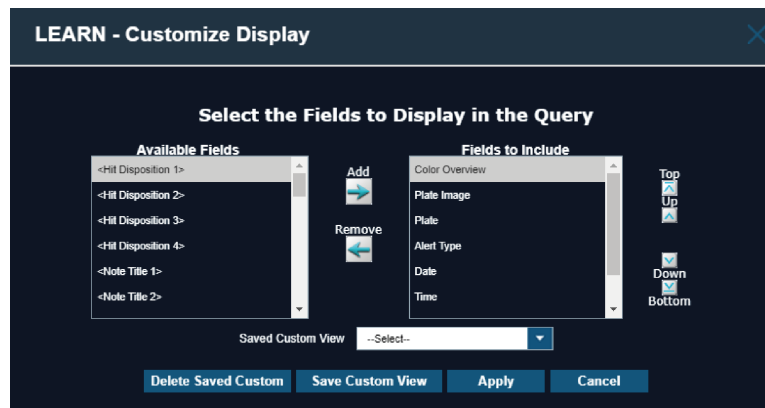 LEARN - Customize Display
Select the Fields to Display in the Query
Available Fields
<Hit Disposition 1>
<Hit Disposition 2>
<Hit Disposition 3>
<Hit Disposition 4>
<Note Title 1>
<Note Title 2>
Add
Remove
Fields to Include
Color Overview
Plate Image
Plate
Alert Type
Date
Time
Top
Up
Down
Bottom
Saved Custom View --Select--
Delete Saved Custom Save Custom View Apply Cancel